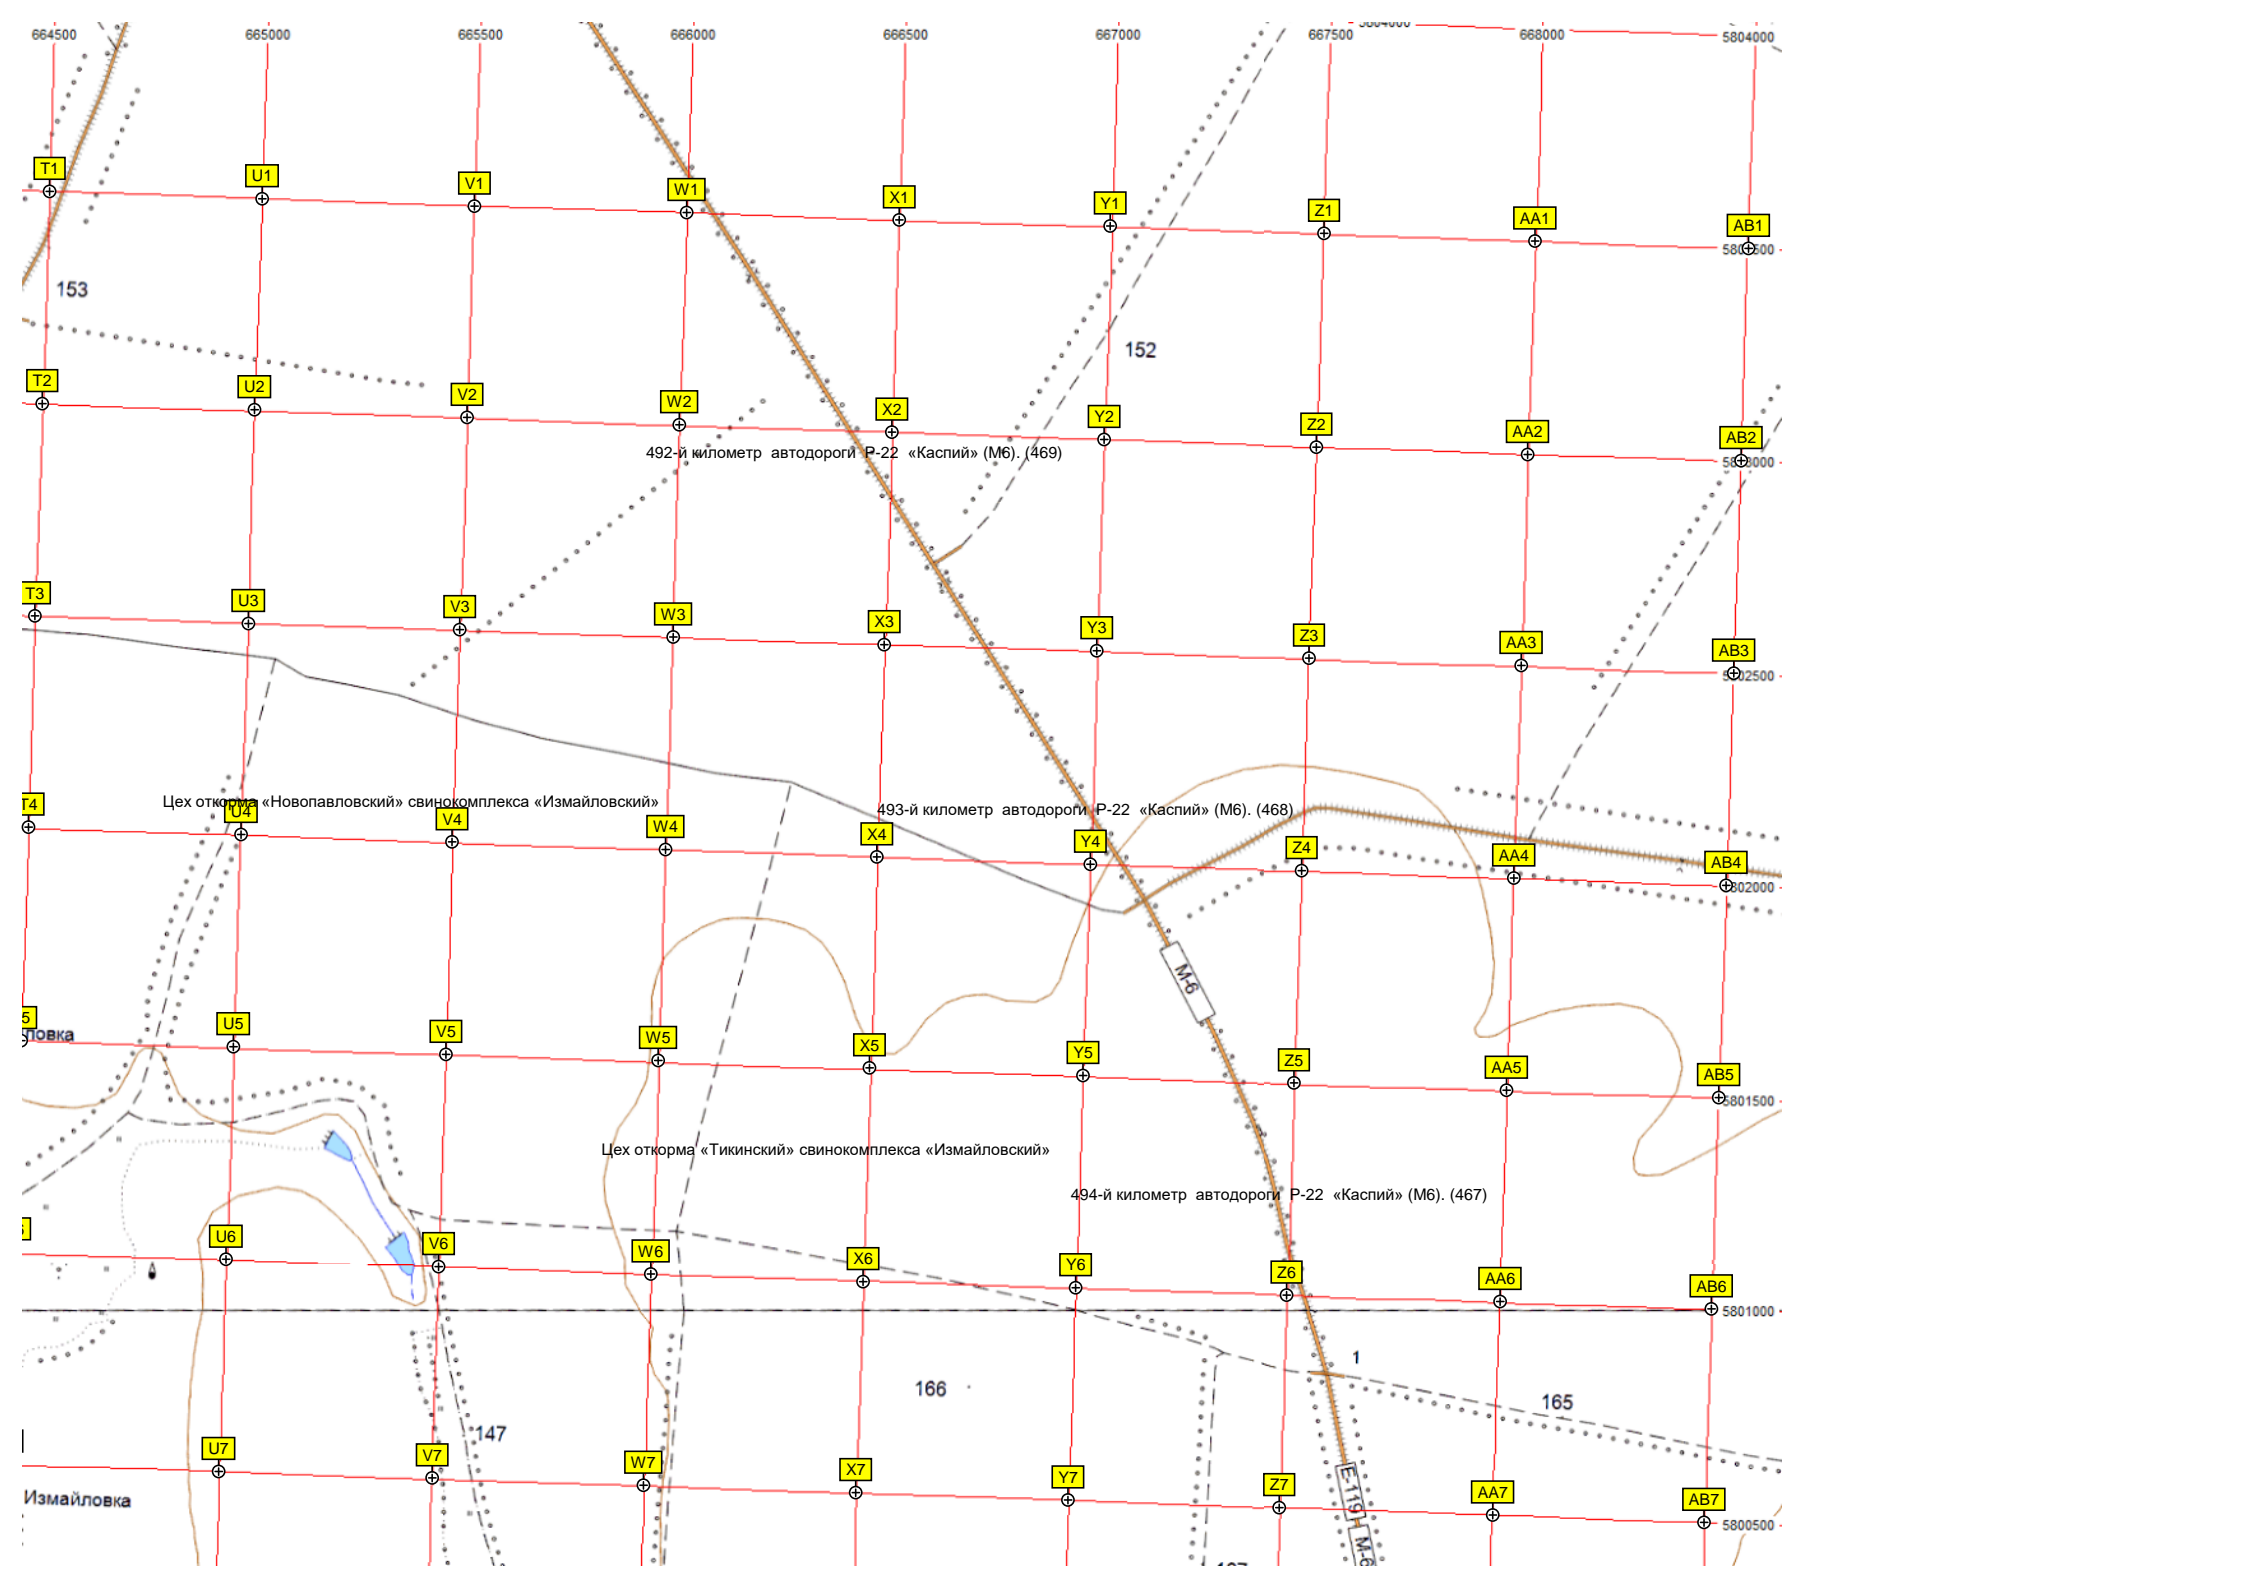 664500 665000 665500 666000 666500 667000 667500 668000 5804000
T1 U1 V1 W1 X1 Y1 Z1 AA1 AB1
153
152
T2 U2 V2 W2 X2 Y2 Z2 AA2 AB2
492-й километр автодороги Р-22 «Каспий» (М6). (469)
T3 U3 V3 W3 X3 Y3 Z3 AA3 AB3
Цех откорма «Новопавловский» свинокомплекса «Измайловский»
493-й километр автодороги Р-22 «Каспий» (М6). (468)
T4 U4 V4 W4 X4 Y4 Z4 AA4 AB4
М-6
5 U5 V5 W5 X5 Y5 Z5 AA5 AB5
ловка
5801500
Цех откорма «Тикинский» свинокомплекса «Измайловский»
494-й километр автодороги Р-22 «Каспий» (М6). (467)
U6 V6 W6 X6 Y6 Z6 AA6 AB6
5801000
1
166
165
147
U7 V7 W7 X7 Y7 Z7 AA7 AB7
Измайловка
Е-119
5800500
М-6